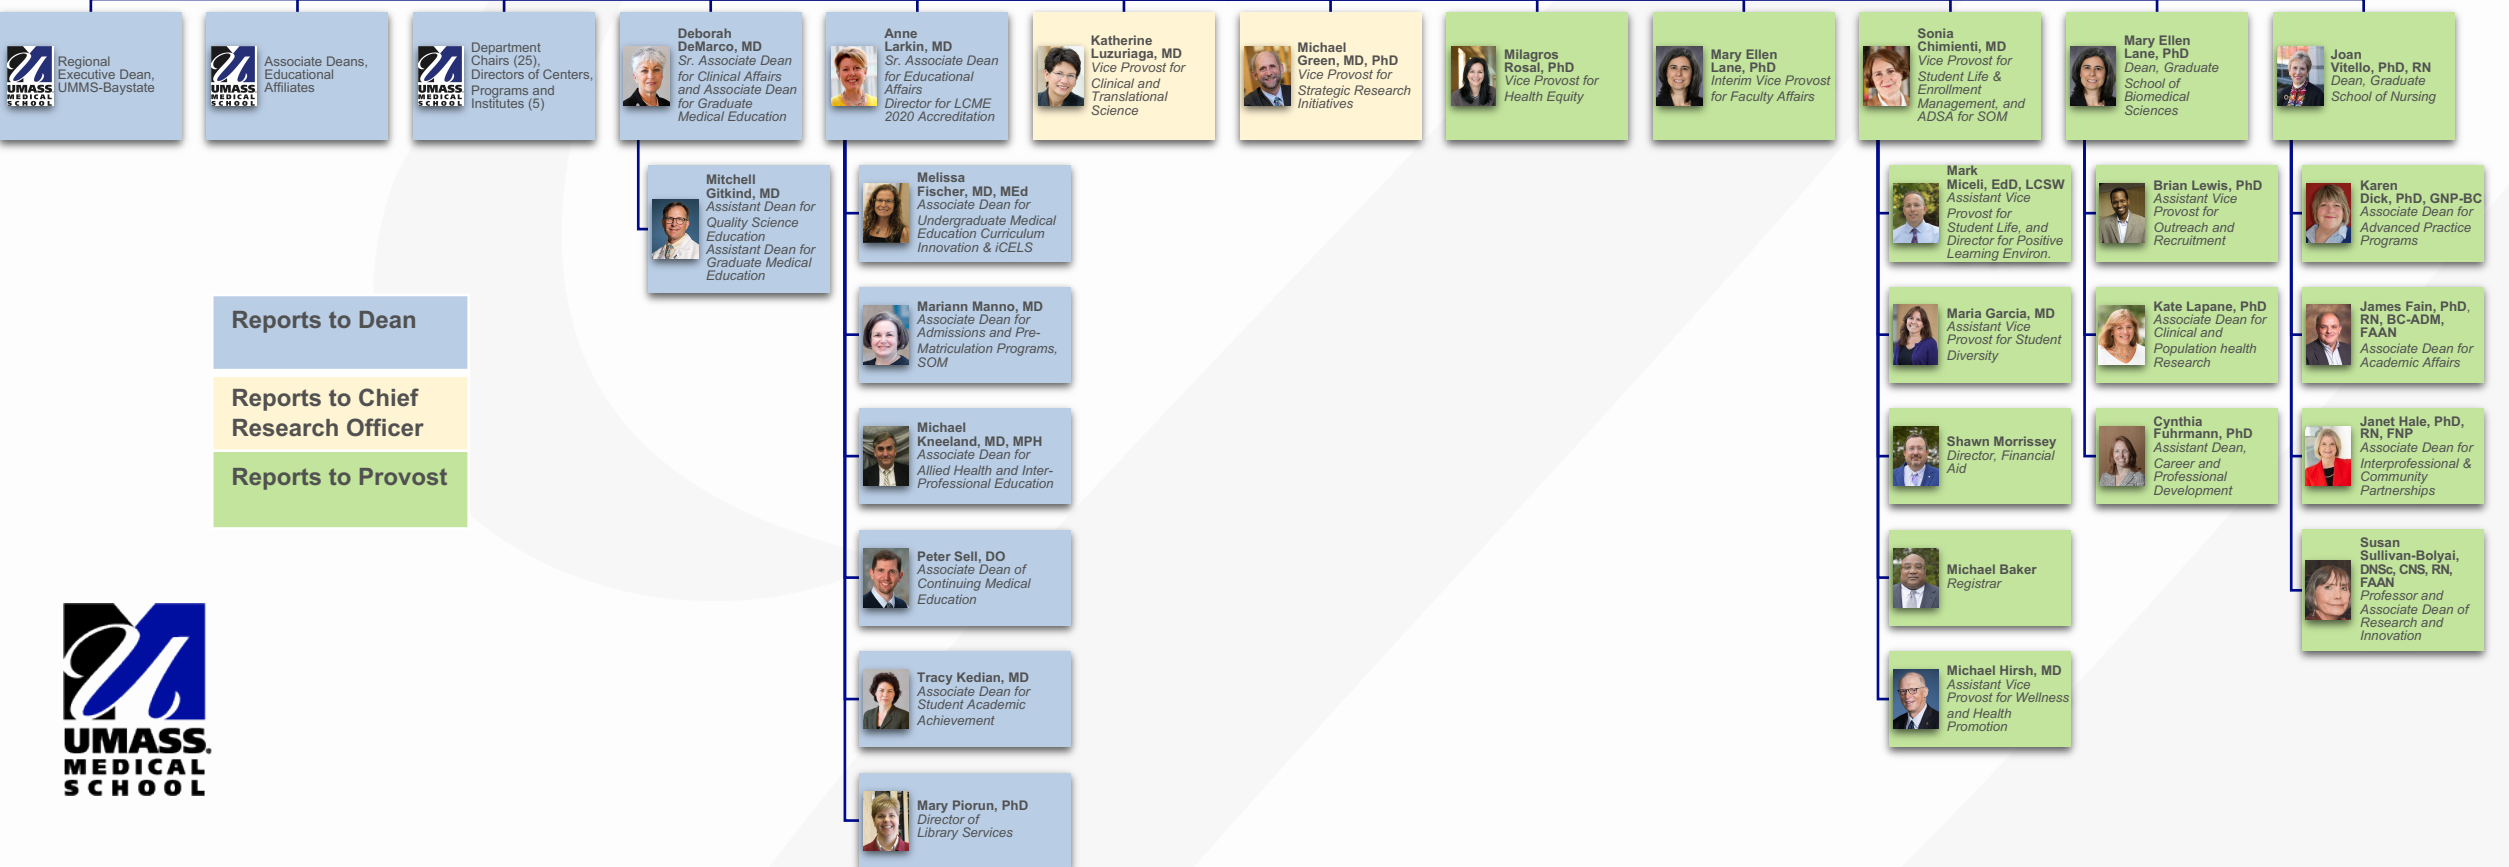 UMASS
MEDICAL
SCHOOL
Regional
Executive Dean,
UMMS-Baystate
UMASS
MEDICAL
SCHOOL
Associate Deans,
Educational
Affiliates
UMASS
MEDICAL
SCHOOL
Department
Chairs (25),
Directors of Centers,
Programs and
Institutes (5)
Deborah
DeMarco, MD
Sr. Associate Dean
for Clinical Affairs
and Associate Dean
for Graduate
Medical Education
Anne
Larkin, MD
Sr. Associate Dean
for Educational
Affairs
Director for LCME
2020 Accreditation
Katherine
Luzuriaga, MD
Vice Provost for
Clinical and
Translational
Science
Michael
Green, MD, PhD
Vice Provost for
Strategic Research
Initiatives
Milagros
Rosal, PhD
Vice Provost for
Health Equity
Mary Ellen
Lane, PhD
Interim Vice Provost
for Faculty Affairs
Sonia
Chimienti, MD
Vice Provost for
Student Life &
Enrollment
Management, and
ADSA for SOM
Mary Ellen
Lane, PhD
Dean, Graduate
School of
Biomedical
Sciences
Joan
Vitello, PhD, RN
Dean, Graduate
School of Nursing
Mitchell
Gitkind, MD
Assistant Dean for
Quality Science
Education
Assistant Dean for
Graduate Medical
Education
Melissa
Fischer, MD, MEd
Associate Dean for
Undergraduate Medical
Education Curriculum
Innovation & iCELS
Mariann Manno, MD
Associate Dean for
Admissions and Pre-
Matriculation Programs,
SOM
Michael
Kneeland, MD, MPH
Associate Dean for
Allied Health and Inter-
Professional Education
Peter Sell, DO
Associate Dean of
Continuing Medical
Education
Tracy Kedian, MD
Associate Dean for
Student Academic
Achievement
Mary Piorun, PhD
Director of
Library Services
Mark
Miceli, EdD, LCSW
Assistant Vice
Provost for
Student Life, and
Director for Positive
Learning Environ.
Maria Garcia, MD
Assistant Vice
Provost for Student
Diversity
Shawn Morrissey
Director, Financial
Aid
Michael Baker
Registrar
Michael Hirsh, MD
Assistant Vice
Provost for Wellness
and Health
Promotion
Brian Lewis, PhD
Assistant Vice
Provost for
Outreach and
Recruitment
Kate Lapane, PhD
Associate Dean for
Clinical and
Population health
Research
Cynthia
Fuhrmann, PhD
Assistant Dean,
Career and
Professional
Development
Karen
Dick, PhD, GNP-BC
Associate Dean for
Advanced Practice
Programs
James Fain, PhD,
RN, BC-ADM,
FAAN
Associate Dean for
Academic Affairs
Janet Hale, PhD,
RN, FNP
Associate Dean for
Interprofessional &
Community
Partnerships
Susan
Sullivan-Bolyai,
DNSc, CNS, RN,
FAAN
Professor and
Associate Dean of
Research and
Innovation
Reports to Dean
Reports to Chief
Research Officer
Reports to Provost
UMASS®
MEDICAL
SCHOOL